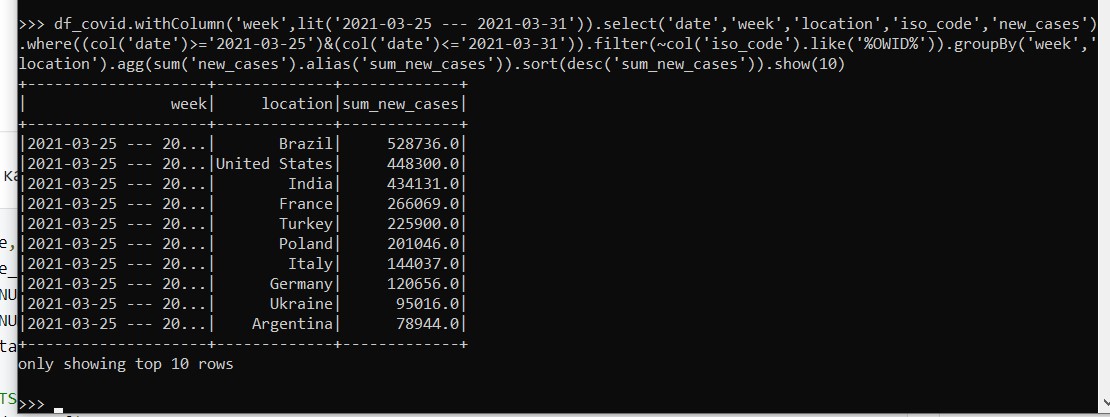 >>> df_covid.withColumn('week',lit('2021-03-25 --- 2021-03-31')).select('date','week','location','iso_code','new_cases')
.where((col('date')>='2021-03-25')&(col('date')<='2021-03-31')).filter(~col('iso_code').like('%OWID%')).groupBy('week','
location').agg(sum('new_cases').alias('sum_new_cases')).sort(desc('sum_new_cases')).show(10)
+--------------------+-------------+-------------+
|                week|     location|sum_new_cases|
+--------------------+-------------+-------------+
|2021-03-25 --- 20...|       Brazil|     528736.0|
|2021-03-25 --- 20...|United States|     448300.0|
|2021-03-25 --- 20...|        India|     434131.0|
|2021-03-25 --- 20...|       France|     266069.0|
|2021-03-25 --- 20...|       Turkey|     225900.0|
|2021-03-25 --- 20...|       Poland|     201046.0|
|2021-03-25 --- 20...|        Italy|     144037.0|
|2021-03-25 --- 20...|      Germany|     120656.0|
|2021-03-25 --- 20...|      Ukraine|      95016.0|
|2021-03-25 --- 20...|    Argentina|      78944.0|
+--------------------+-------------+-------------+
only showing top 10 rows
>>>